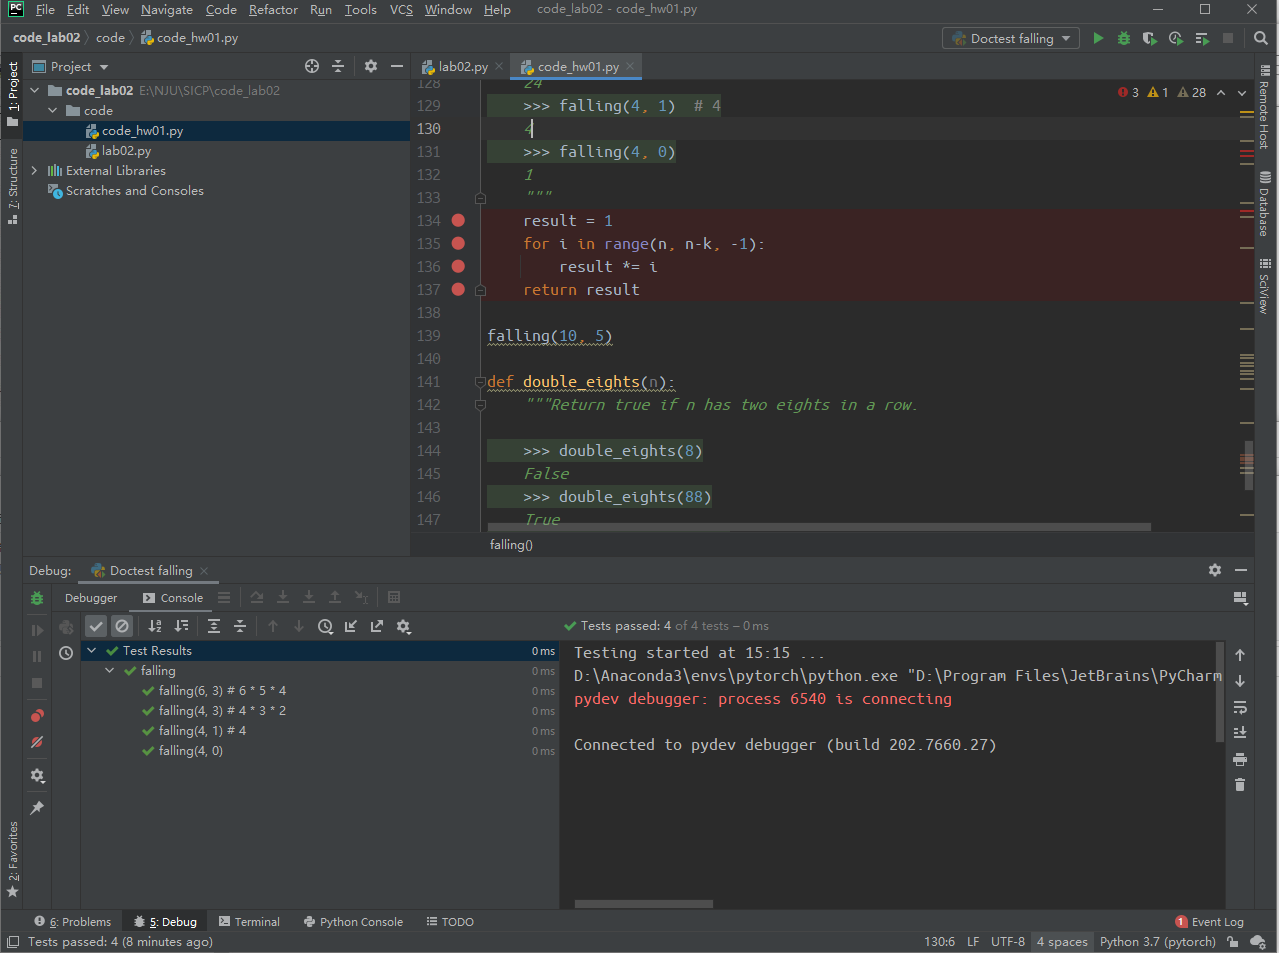 PC File Edit View Navigate Code Refactor Run Tools VCS Window Help code_lab02 - code_hw01.py
code_lab02 code code_hw01.py Doctest falling
1: Project
Project
code_lab02 E:\NJU\SICP\code_lab02
code
code_hw01.py
lab02.py
External Libraries
Scratches and Consoles
7: Structure
2: Favorites
lab02.py code_hw01.py
3 1 28
128 24
129 >>> falling(4, 1)  # 4
130 4
131 >>> falling(4, 0)
132 1
133 """
134 result = 1
135 for i in range(n, n-k, -1):
136 result *= i
137 return result
138
139 falling(10, 5)
140
141 def double_eights(n):
142 """Return true if n has two eights in a row.
143
144 >>> double_eights(8)
145 False
146 >>> double_eights(88)
147 True
falling()
Remote Host
Database
SciView
Debug: Doctest falling
Debugger Console
Tests passed: 4 of 4 tests – 0 ms
Test Results 0 ms
falling 0 ms
falling(6, 3) # 6 * 5 * 4 0 ms
falling(4, 3) # 4 * 3 * 2 0 ms
falling(4, 1) # 4 0 ms
falling(4, 0) 0 ms
Testing started at 15:15 ...
D:\Anaconda3\envs\pytorch\python.exe "D:\Program Files\JetBrains\PyCharm
pydev debugger: process 6540 is connecting
Connected to pydev debugger (build 202.7660.27)
6: Problems 5: Debug Terminal Python Console TODO 1 Event Log
Tests passed: 4 (8 minutes ago) 130:6 LF UTF-8 4 spaces Python 3.7 (pytorch)